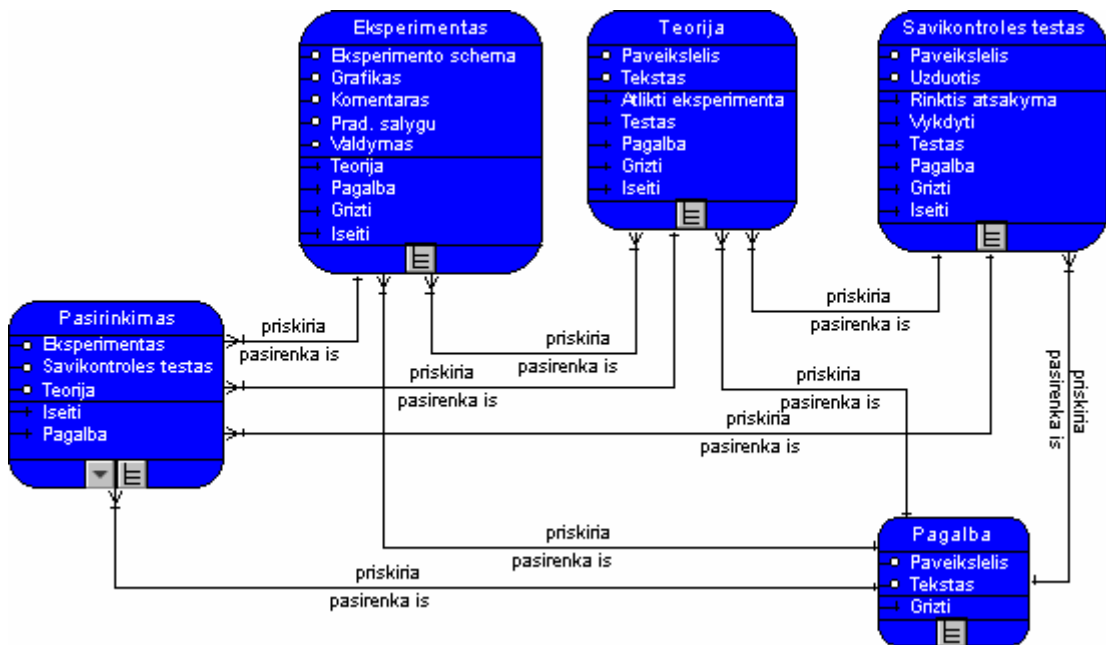 Eksperimentas
Eksperimento schema
Grafikas
Komentaras
Prad. salygu
Valdymas
Teorija
Pagalba
Grizti
Iseiti
Teorija
Paveikslelis
Tekstas
Atlikti eksperimenta
Testas
Pagalba
Grizti
Iseiti
Savikontroles testas
Paveikslelis
Uzduotis
Rinktis atsakyma
Vykdyti
Testas
Pagalba
Grizti
Iseiti
Pasirinkimas
Eksperimentas
Savikontroles testas
Teorija
Iseiti
Pagalba
priskiria
pasirenka is
priskiria
pasirenka is
priskiria
pasirenka is
priskiria
pasirenka is
priskiria
pasirenka is
priskiria
pasirenka is
priskiria
pasirenka is
priskiria
pasirenka is
Pagalba
Paveikslelis
Tekstas
Grizti